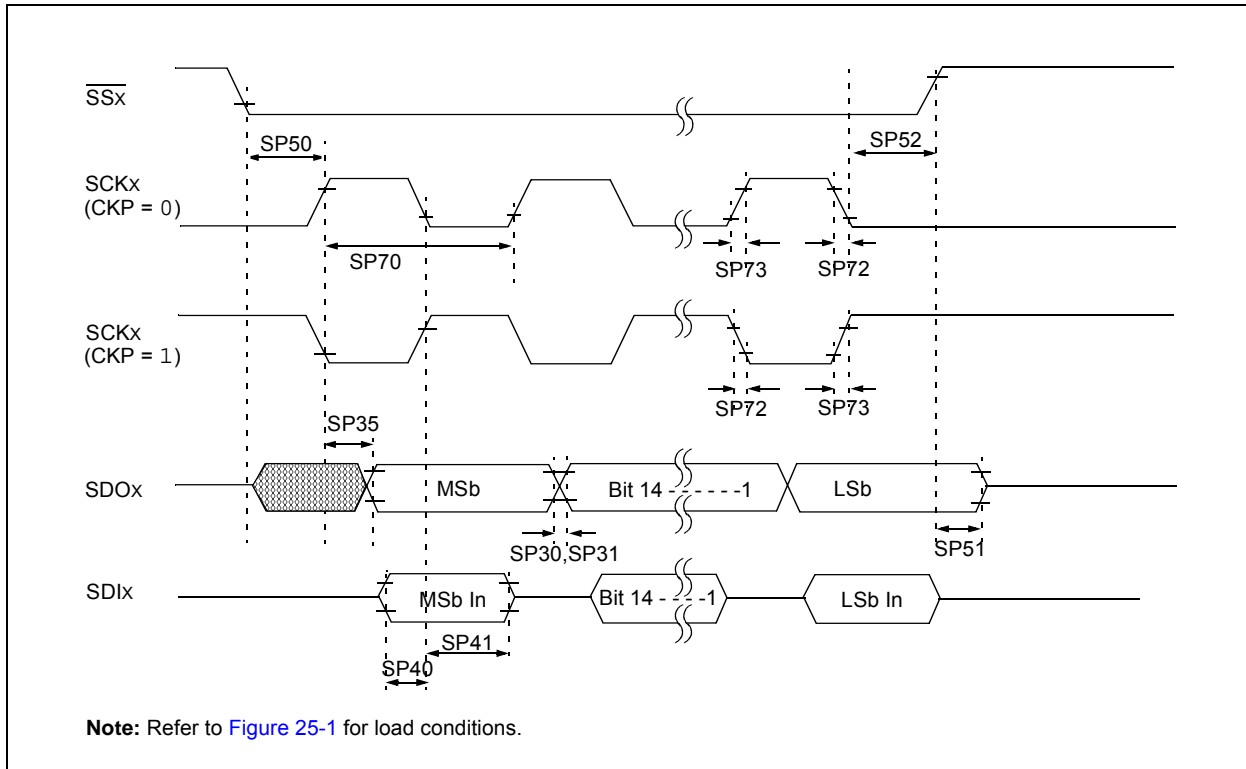 SSx
SP50
SP52
SCKx
(CKP = 0)
SP70
SP73
SP72
SCKx
(CKP = 1)
SP72
SP73
SP35
SDOx
MSb
Bit 14 - - - - - -1
LSb
SP30,SP31
SP51
SDIx
MSb In
Bit 14 - - - -1
LSb In
SP41
SP40
Note: Refer to Figure 25-1 for load conditions.